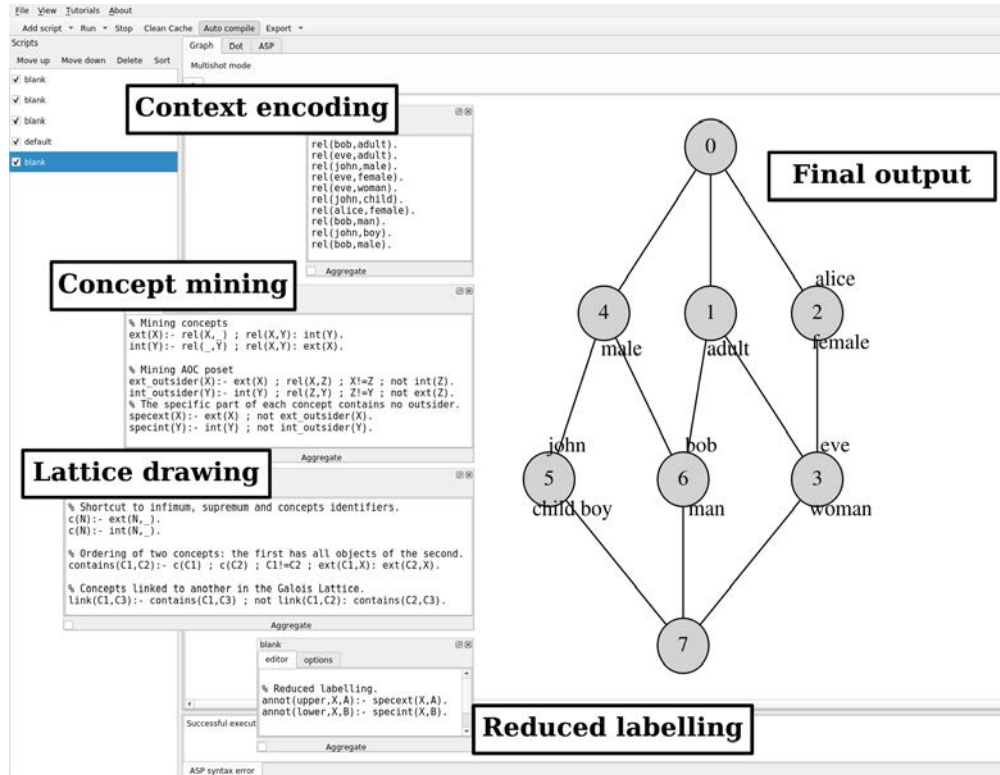 File View Tutorials About
Add script Run Stop Clean Cache Auto compile Export
Scripts
Move up Move down Delete Sort
blank
blank
blank
default
blank
Graph Dot ASP
Multishot mode
Context encoding
rel(bob,adult).
rel(eve,adult).
rel(john,male).
rel(eve,female).
rel(eve,woman).
rel(john,child).
rel(alice,female).
rel(bob,man).
rel(john,boy).
rel(bob,male).
Aggregate
Concept mining
% Mining concepts
ext(X):- rel(X,_) ; rel(X,Y): int(Y).
int(Y):- rel(_,Y) ; rel(X,Y): ext(X).
% Mining AOC poset
ext_outsider(X):- ext(X) ; rel(X,Z) ; X!=Z ; not int(Z).
int_outsider(Y):- int(Y) ; rel(Z,Y) ; Z!=Y ; not ext(Z).
% The specific part of each concept contains no outsider.
specext(X):- ext(X) ; not ext_outsider(X).
specint(Y):- int(Y) ; not int_outsider(Y).
Aggregate
Lattice drawing
% Shortcut to infimum, supremum and concepts identifiers.
c(N):- ext(N,_).
c(N):- int(N,_).
% Ordering of two concepts: the first has all objects of the second.
contains(C1,C2):- c(C1) ; c(C2) ; C1!=C2 ; ext(C1,X): ext(C2,X).
% Concepts linked to another in the Galois Lattice.
link(C1,C3):- contains(C1,C3) ; not link(C1,C2): contains(C2,C3).
Aggregate
blank
editor options
% Reduced labelling.
annot(upper,X,A):- specext(X,A).
annot(lower,X,B):- specint(X,B).
Aggregate
Successful execut
ASP syntax error
Reduced labelling
Final output
0
alice
4 1 2
male adult female
john bob eve
5 6 3
child boy man woman
7